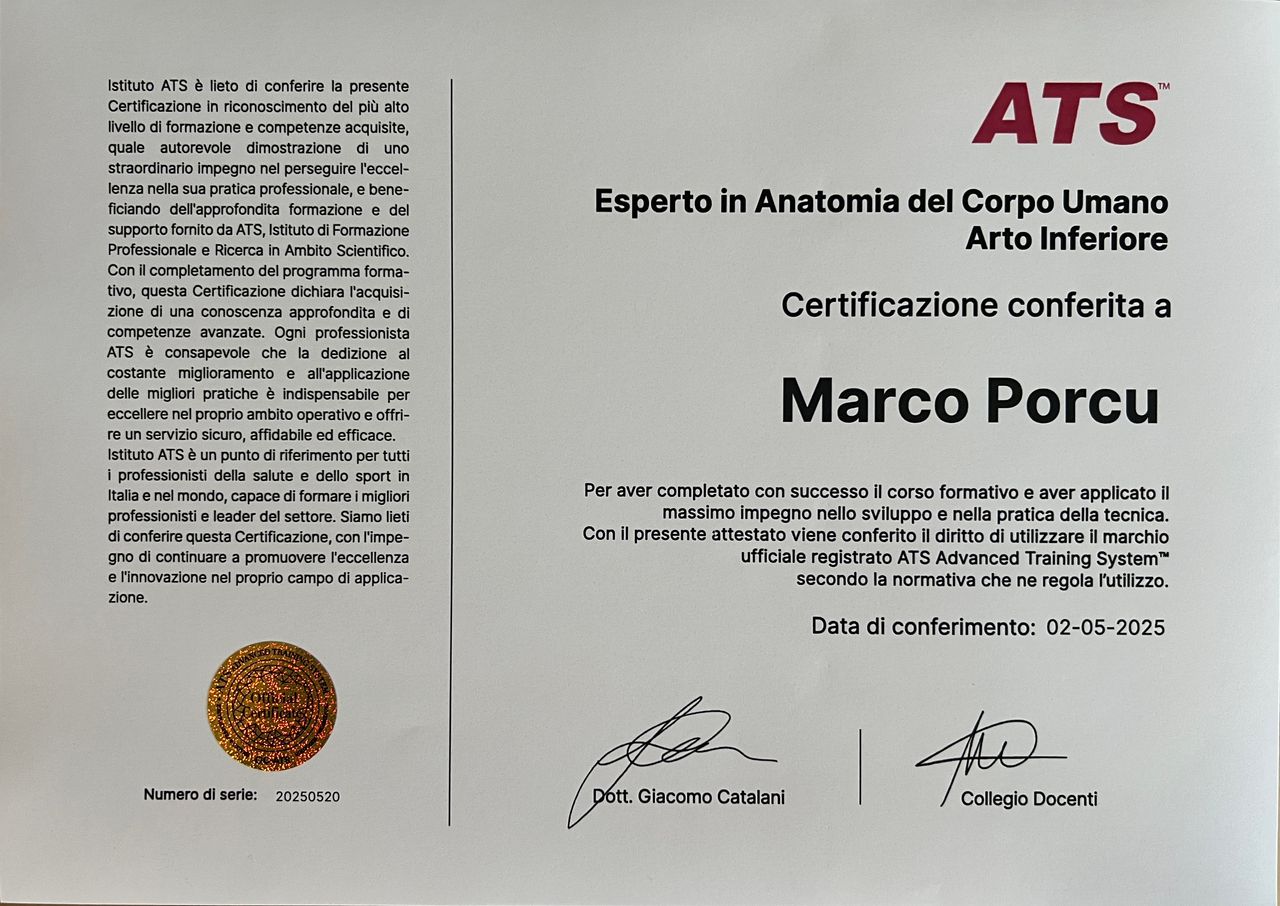 Istituto ATS è lieto di conferire la presente
Certificazione in riconoscimento del più alto
livello di formazione e competenze acquisite,
quale autorevole dimostrazione di uno
straordinario impegno nel perseguire l'eccel-
lenza nella sua pratica professionale, e bene-
ficiando dell'approfondita formazione e del
supporto fornito da ATS, Istituto di Formazione
Professionale e Ricerca in Ambito Scientifico.
Con il completamento del programma forma-
tivo, questa Certificazione dichiara l'acquisi-
zione di una conoscenza approfondita e di
competenze avanzate. Ogni professionista
ATS è consapevole che la dedizione al
costante miglioramento e all'applicazione
delle migliori pratiche è indispensabile per
eccellere nel proprio ambito operativo e offri-
re un servizio sicuro, affidabile ed efficace.
Istituto ATS è un punto di riferimento per tutti
i professionisti della salute e dello sport in
Italia e nel mondo, capace di formare i migliori
professionisti e leader del settore. Siamo lieti
di conferire questa Certificazione, con l'impe-
gno di continuare a promuovere l'eccellenza
e l'innovazione nel proprio campo di applica-
zione.
ADVANCED TRAINING
Official
Certificate
Numero di serie: 20250520
ATS™
Esperto in Anatomia del Corpo Umano
Arto Inferiore
Certificazione conferita a
Marco Porcu
Per aver completato con successo il corso formativo e aver applicato il
massimo impegno nello sviluppo e nella pratica della tecnica.
Con il presente attestato viene conferito il diritto di utilizzare il marchio
ufficiale registrato ATS Advanced Training System™
secondo la normativa che ne regola l’utilizzo.
Data di conferimento: 02-05-2025
Dott. Giacomo Catalani
Collegio Docenti